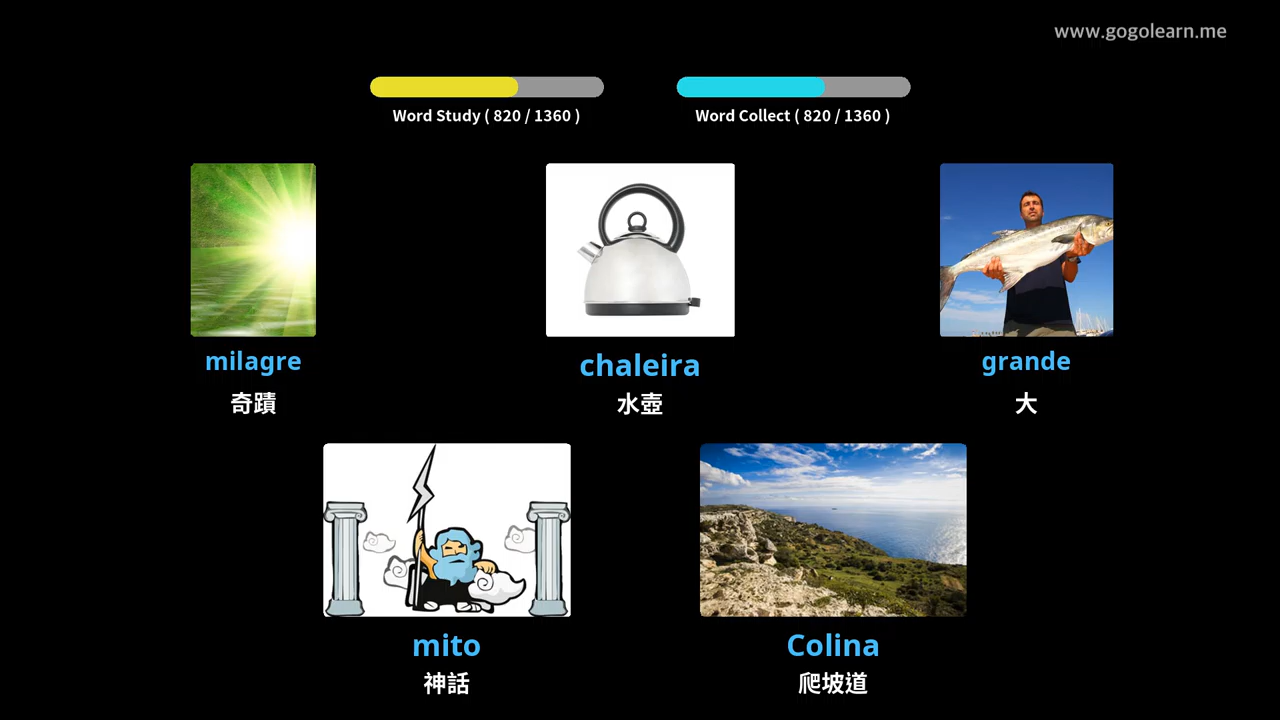 www.gogolearn.me
Word Study ( 820 / 1360 )
Word Collect ( 820 / 1360 )
milagre
奇蹟
chaleira
水壺
grande
大
mito
神話
Colina
爬坡道